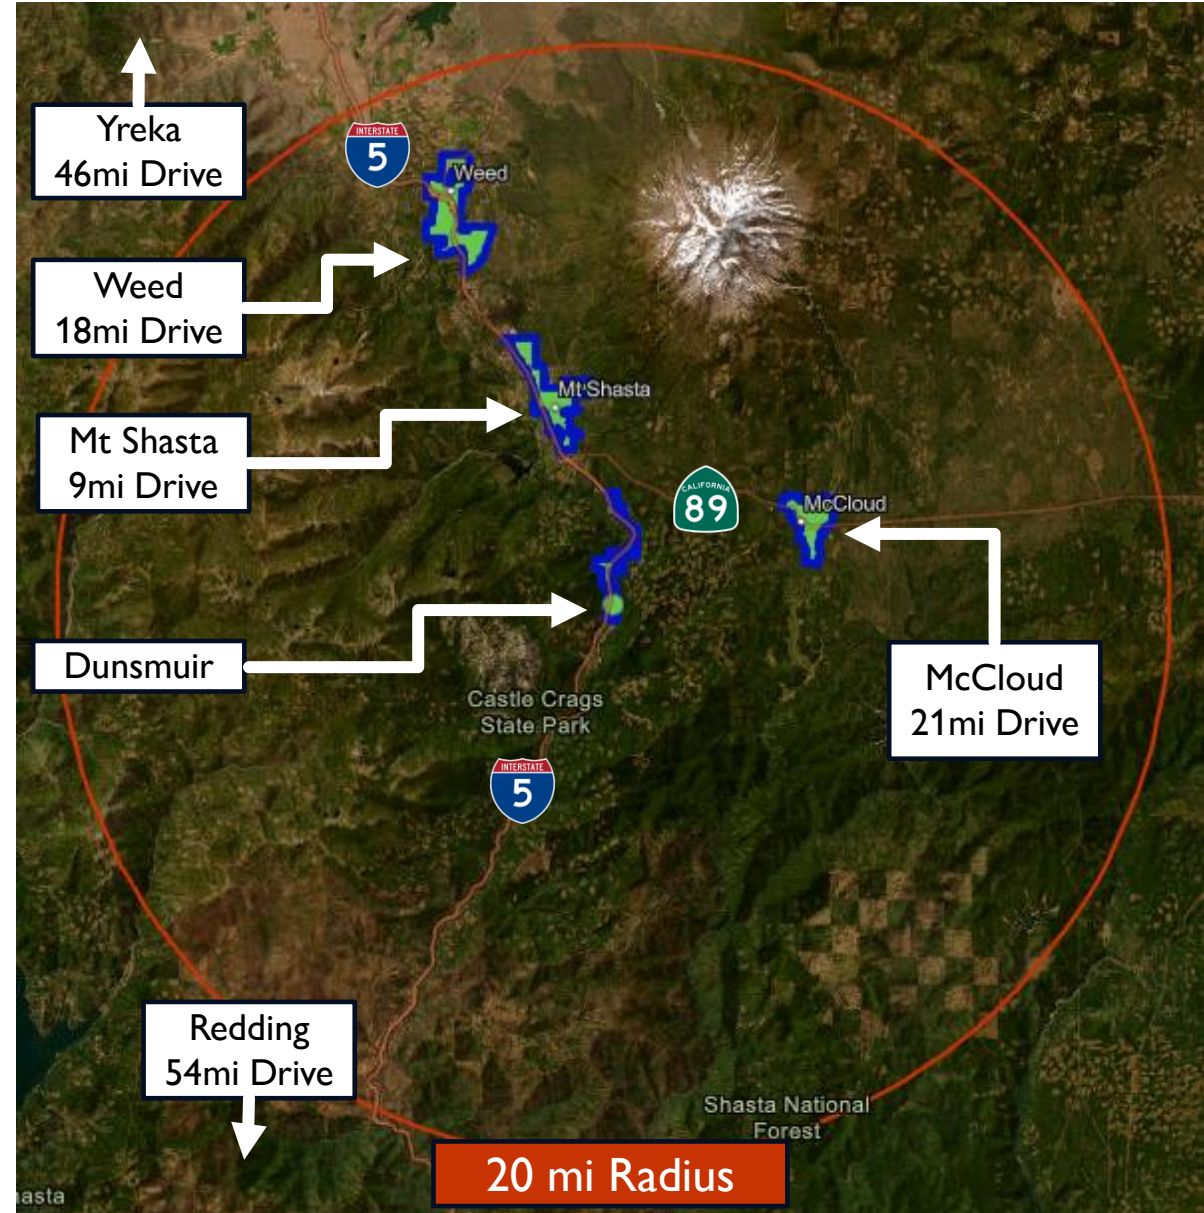 Yreka
46mi Drive
INTERSTATE
5
Weed
Weed
18mi Drive
Mt Shasta
Mt Shasta
9mi Drive
CALIFORNIA
89
McCloud
Dunsmuir
McCloud
21mi Drive
Castle Crags
State Park
INTERSTATE
5
Redding
54mi Drive
Shasta National
Forest
20 mi Radius
asta